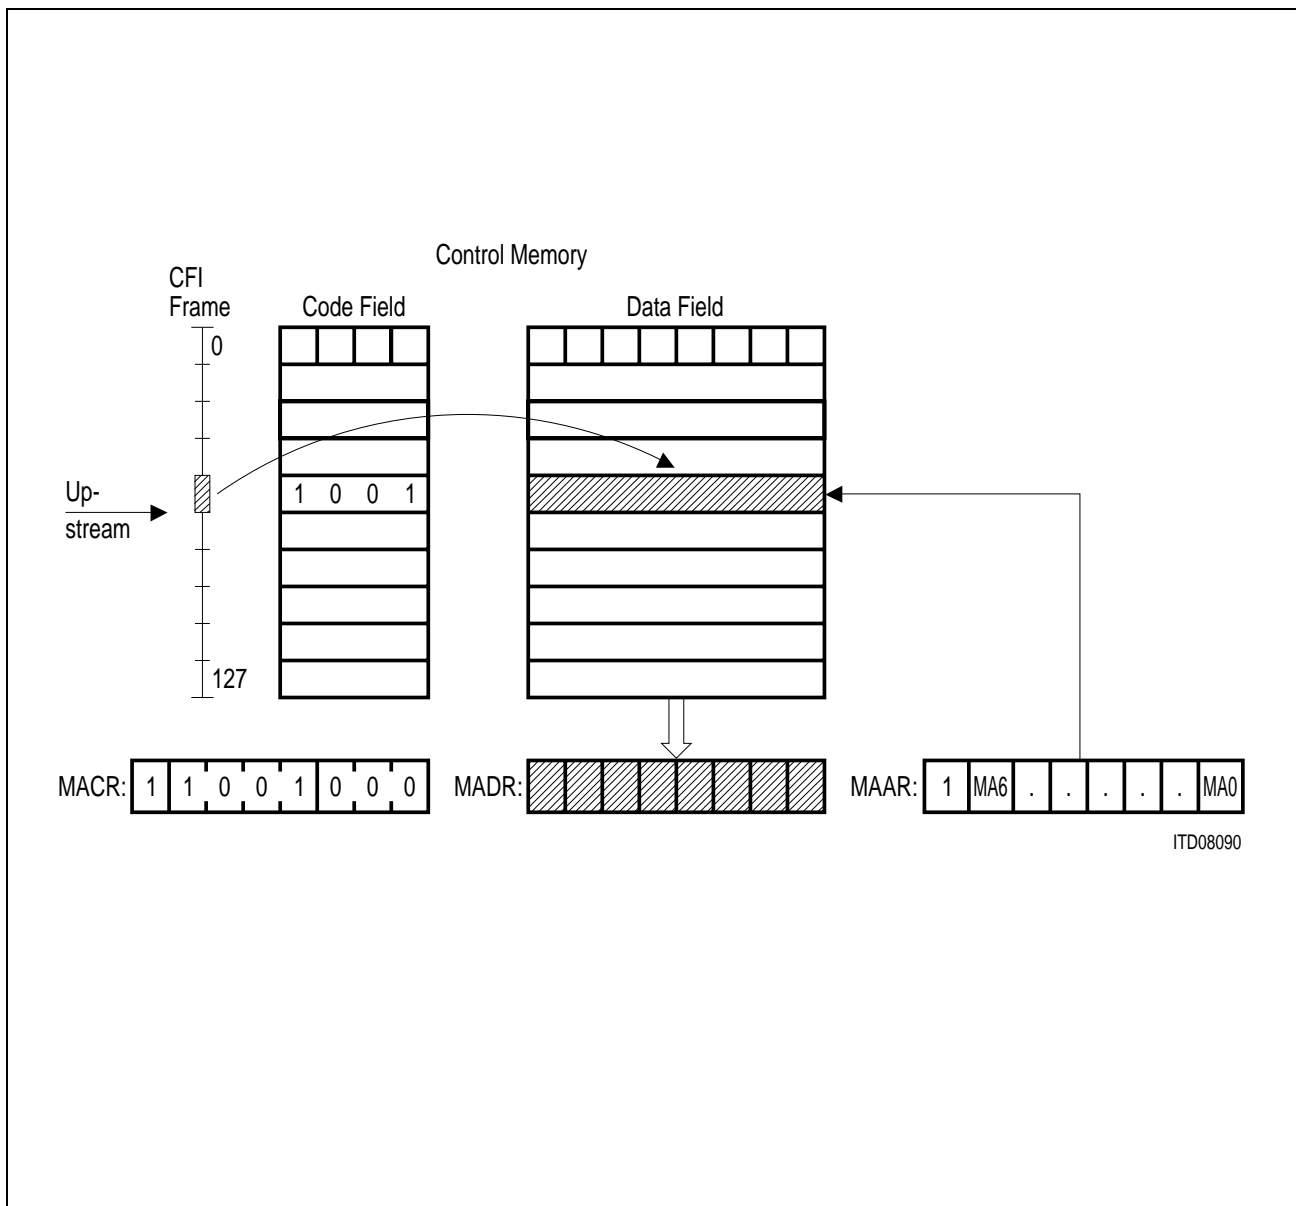 Control Memory
CFI
Frame
Code Field
Data Field
0
Up-
stream
1 0 0 1
127
MACR: 1 1 0 0 1 0 0 0
MADR:
MAAR: 1 MA6 . . . . . MA0
ITD08090